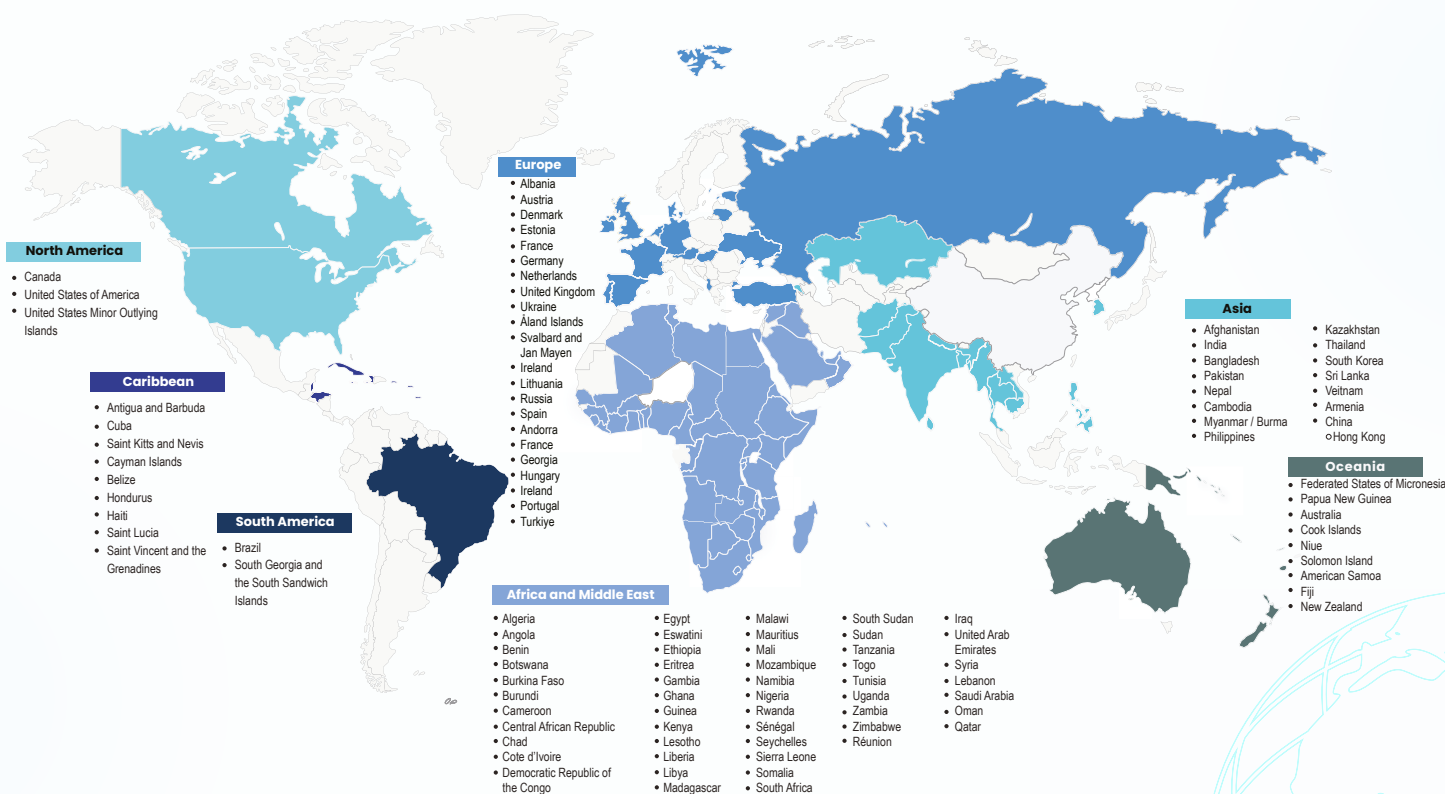 Europe
Albania
Austria
Denmark
Estonia
France
Germany
Netherlands
United Kingdom
Ukraine
Åland Islands
Svalbard and
Jan Mayen
Ireland
Lithuania
Russia
Spain
Andorra
France
Georgia
Hungary
Ireland
Portugal
Turkiye
North America
Canada
United States of America
United States Minor Outlying
Islands
Caribbean
Antigua and Barbuda
Cuba
Saint Kitts and Nevis
Cayman Islands
Belize
Hondurus
Haiti
Saint Lucia
Saint Vincent and the
Grenadines
South America
Brazil
South Georgia and
the South Sandwich
Islands
Asia
Afghanistan
India
Bangladesh
Pakistan
Nepal
Cambodia
Myanmar / Burma
Philippines
Kazakhstan
Thailand
South Korea
Sri Lanka
Veitnam
Armenia
China
Hong Kong
Oceania
Federated States of Micronesia
Papua New Guinea
Australia
Cook Islands
Niue
Solomon Island
American Samoa
Fiji
New Zealand
Africa and Middle East
Algeria
Angola
Benin
Botswana
Burkina Faso
Burundi
Cameroon
Central African Republic
Chad
Cote d'Ivoire
Democratic Republic of
the Congo
Egypt
Eswatini
Ethiopia
Eritrea
Gambia
Ghana
Guinea
Kenya
Lesotho
Liberia
Libya
Madagascar
Malawi
Mauritius
Mali
Mozambique
Namibia
Nigeria
Rwanda
Sénégal
Seychelles
Sierra Leone
Somalia
South Africa
South Sudan
Sudan
Tanzania
Togo
Tunisia
Uganda
Zambia
Zimbabwe
Réunion
Iraq
United Arab
Emirates
Syria
Lebanon
Saudi Arabia
Oman
Qatar